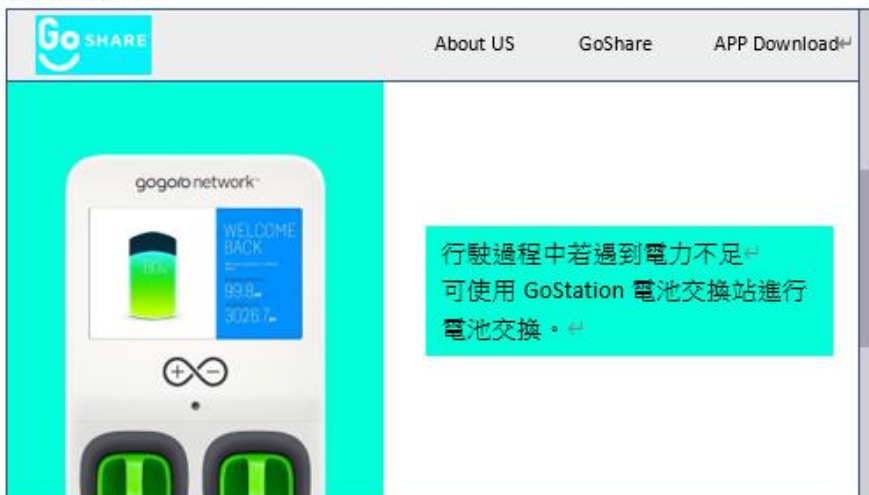 Go SHARE
About US GoShare APP Download
gogoro network™
WELCOME
BACK
99.8
3026.7
行駛過程中若遇到電力不足
可使用 GoStation 電池交換站進行
電池交換。